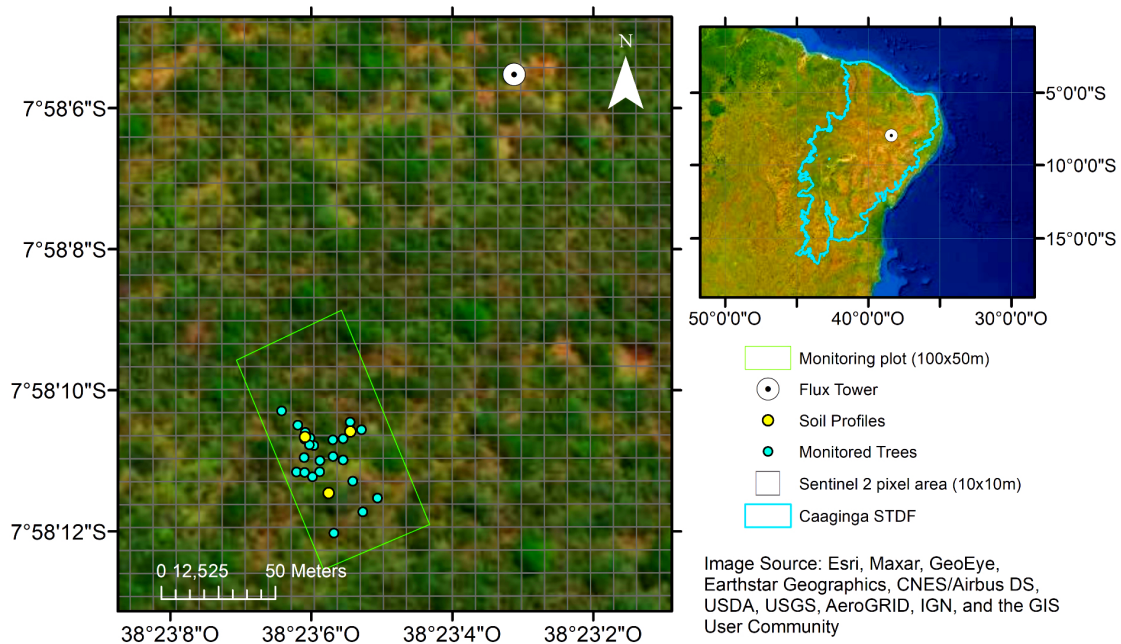 N
7°58'6"S
7°58'8"S
7°58'10"S
7°58'12"S
0 12,525 50 Meters
38°23'8"O 38°23'6"O 38°23'4"O 38°23'2"O
5°0'0"S
10°0'0"S
15°0'0"S
50°0'0"O 40°0'0"O 30°0'0"O
Monitoring plot (100x50m)
Flux Tower
Soil Profiles
Monitored Trees
Sentinel 2 pixel area (10x10m)
Caaginga STDF
Image Source: Esri, Maxar, GeoEye,
Earthstar Geographics, CNES/Airbus DS,
USDA, USGS, AeroGRID, IGN, and the GIS
User Community